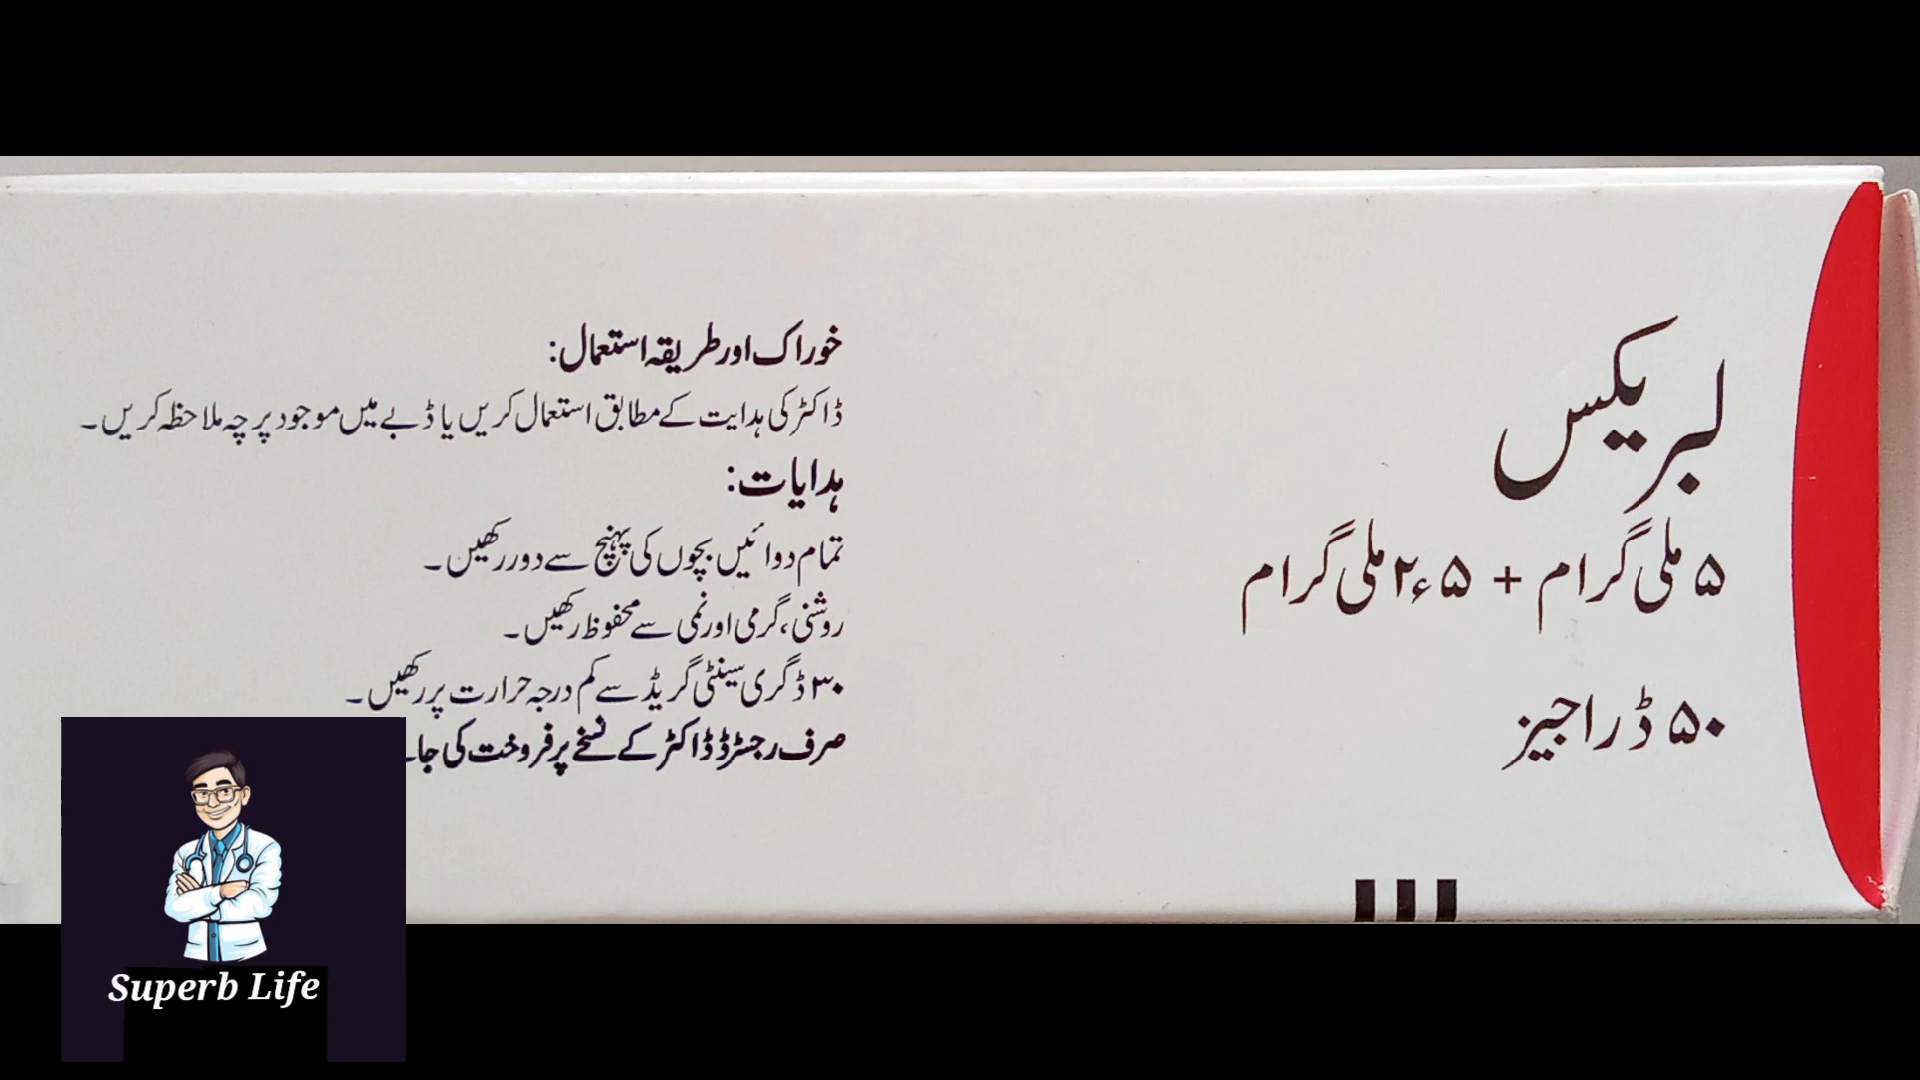 لبریکس
۵ ملی گرام + ۲ء۵ ملی گرام
۵۰ ڈراجیز
خوراک اور طریقہ استعمال:
ڈاکٹر کی ہدایت کے مطابق استعمال کریں یا ڈبے میں موجود پرچہ ملاحظہ کریں۔
ہدایات:
تمام دوائیں بچوں کی پہنچ سے دور رکھیں۔
روشنی، گرمی اور نمی سے محفوظ رکھیں۔
۳۰ ڈگری سینٹی گریڈ سے کم درجہ حرارت پر رکھیں۔
صرف رجسٹرڈ ڈاکٹر کے نسخے پر فروخت کی
Superb Life